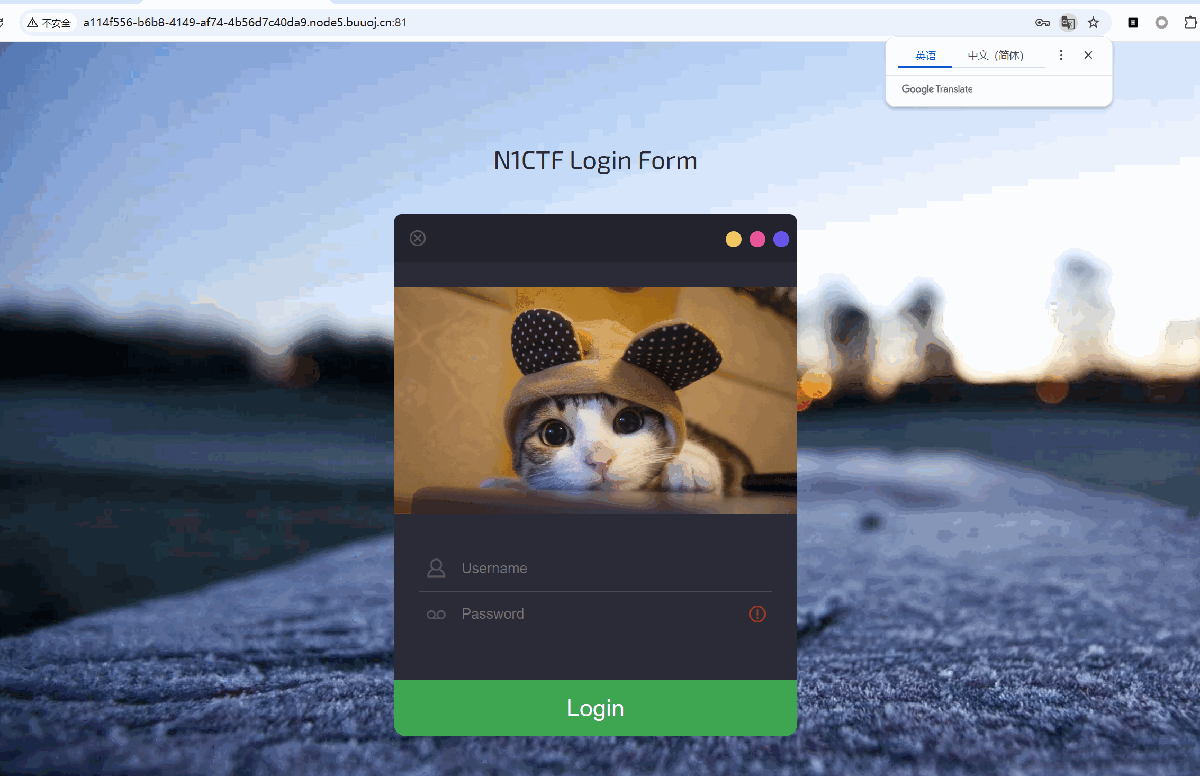 不安全 a114f556-b6b8-4149-af74-4b56d7c40da9.node5.buuoj.cn:81
英语 中文（简体）
Google Translate
N1CTF Login Form
Username
Password
Login